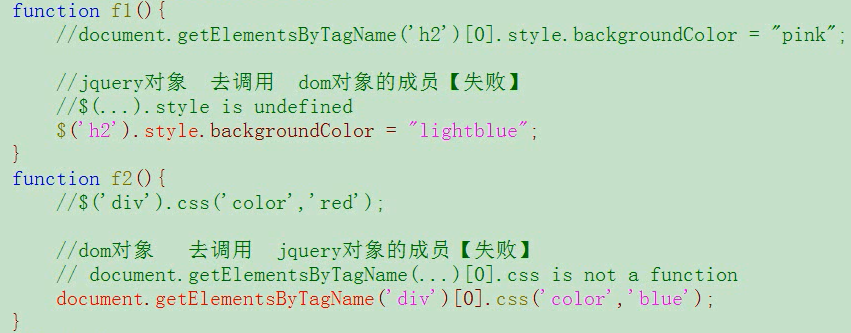 function f1(){
//document.getElementsByTagName('h2')[0].style.backgroundColor = "pink";
//jquery对象 去调用 dom对象的成员【失败】
//$(...).style is undefined
$('h2').style.backgroundColor = "lightblue";
}
function f2(){
//$('div').css('color','red');
//dom对象 去调用 jquery对象的成员【失败】
// document.getElementsByTagName(...)[0].css is not a function
document.getElementsByTagName('div')[0].css('color','blue');
}